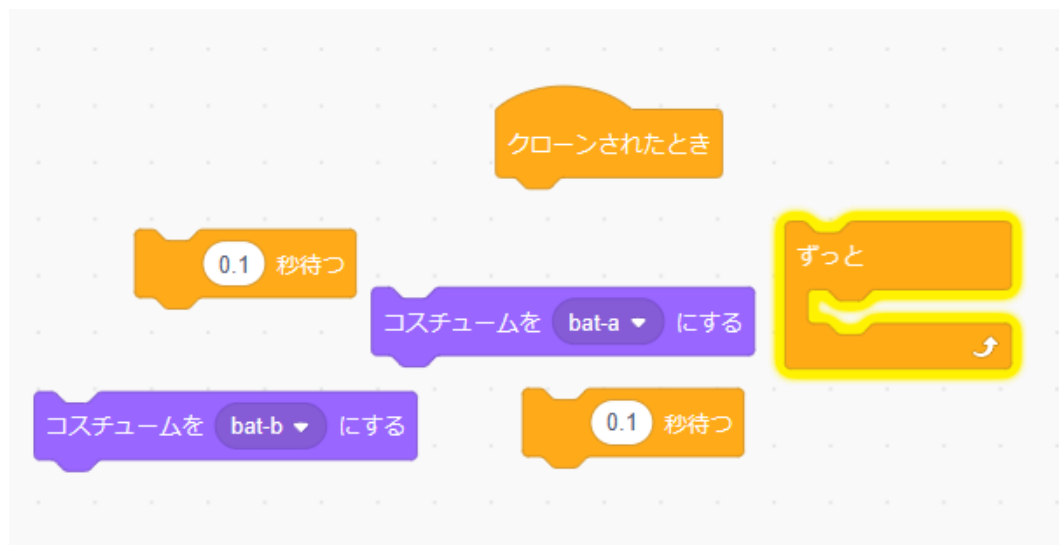 クローンされたとき
0.1 秒待つ
ずっと
コスチュームを bat-a にする
コスチュームを bat-b にする
0.1 秒待つ